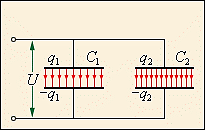 q₁ C₁ q₂ C₂
U
-q₁ -q₂